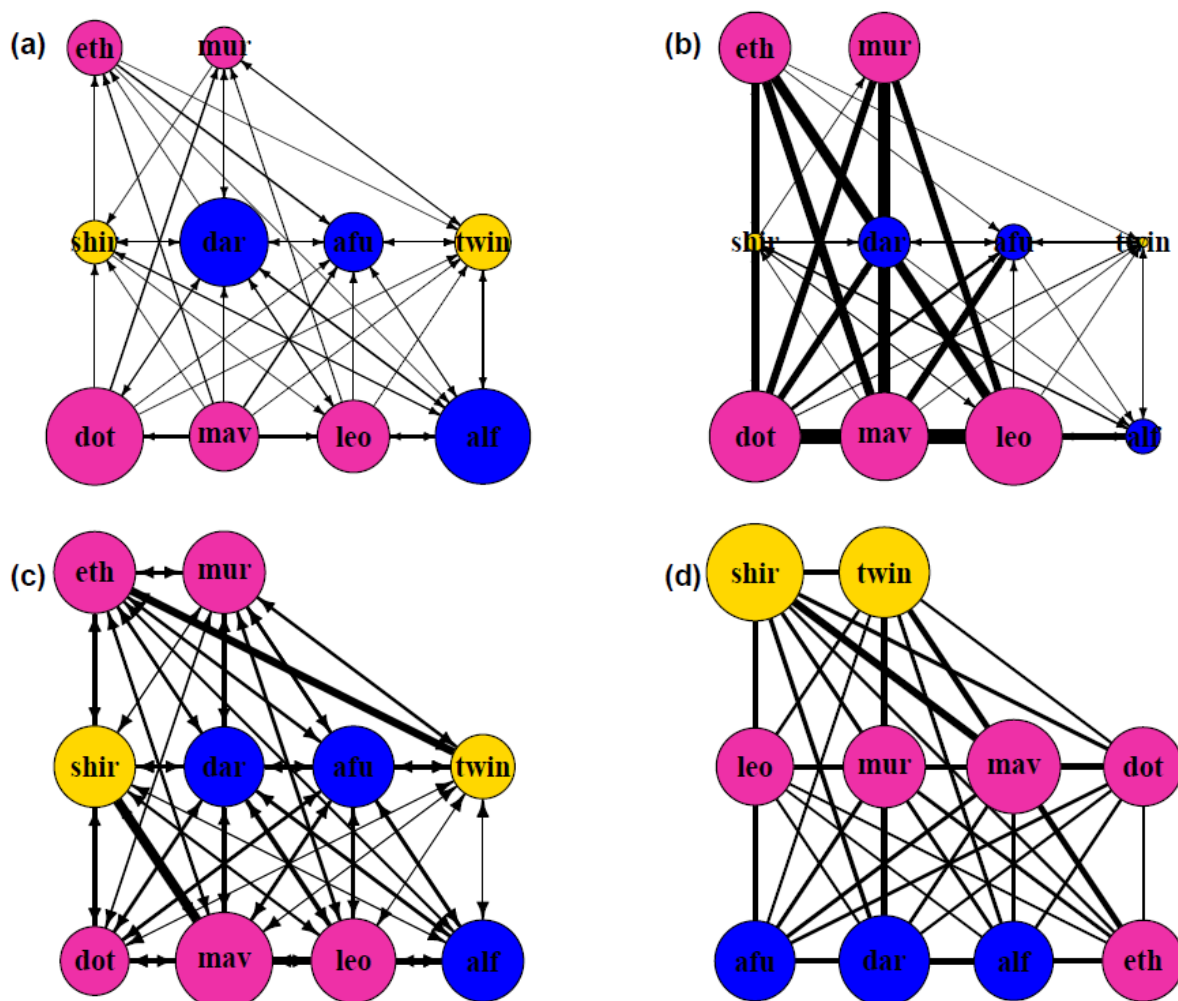 (a) eth mur (b) eth mur
shir dar afu twin shir dar afu twin
dot mav leo alf dot mav leo alf
(c) eth mur (d) shir twin
shir dar afu twin leo mur mav dot
dot mav leo alf afu dar alf eth